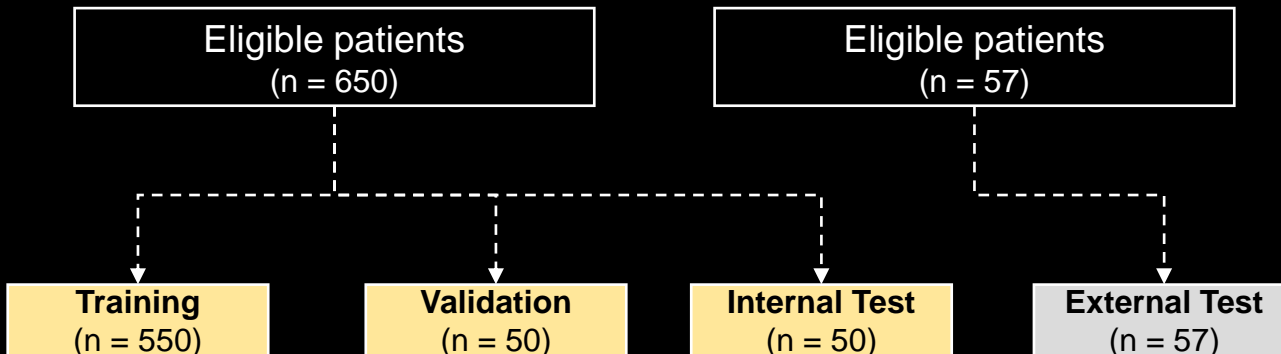 Eligible patients
(n = 650)
Eligible patients
(n = 57)
Training
(n = 550)
Validation
(n = 50)
Internal Test
(n = 50)
External Test
(n = 57)